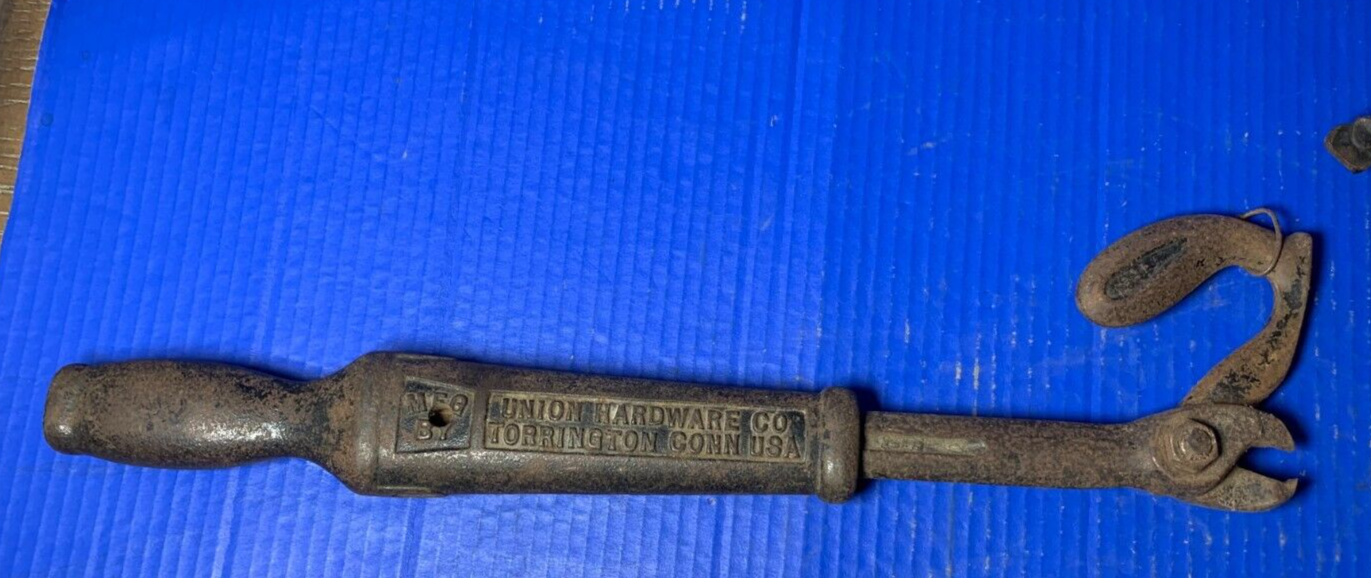 MFG
BY
UNION HARDWARE CO
TORRINGTON CONN USA